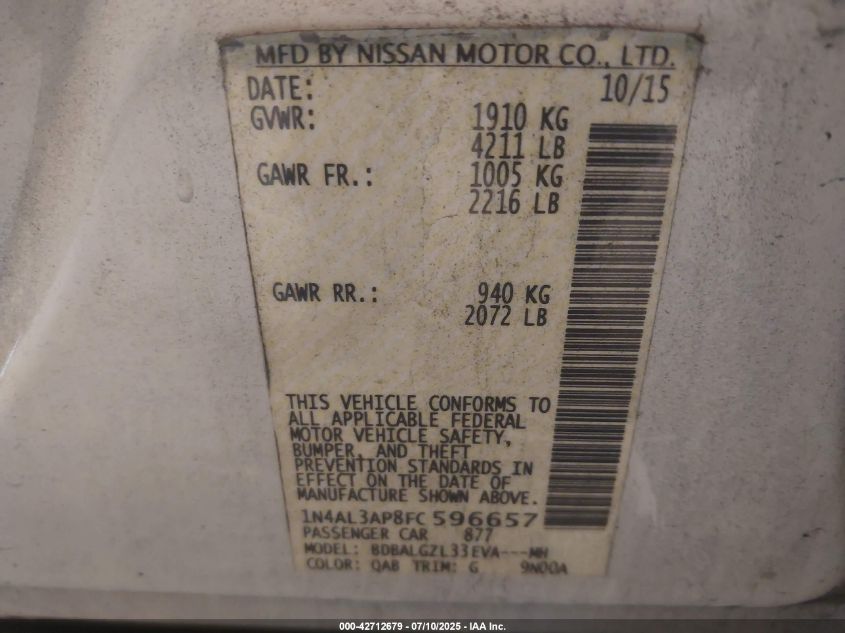 MFD BY NISSAN MOTOR CO., LTD.
DATE: 10/15
GVWR: 1910 KG
4211 LB
GAWR FR.: 1005 KG
2216 LB
GAWR RR.: 940 KG
2072 LB
THIS VEHICLE CONFORMS TO
ALL APPLICABLE FEDERAL
MOTOR VEHICLE SAFETY,
BUMPER, AND THEFT
PREVENTION STANDARDS IN
EFFECT ON THE DATE OF
MANUFACTURE SHOWN ABOVE.
1N4AL3AP8FC596657
PASSENGER CAR 877
MODEL: BDBALGZL33EVA---MH
COLOR: QAB TRIM: G 9N00A
000-42712679 / 07/10/2025 - IAA Inc.